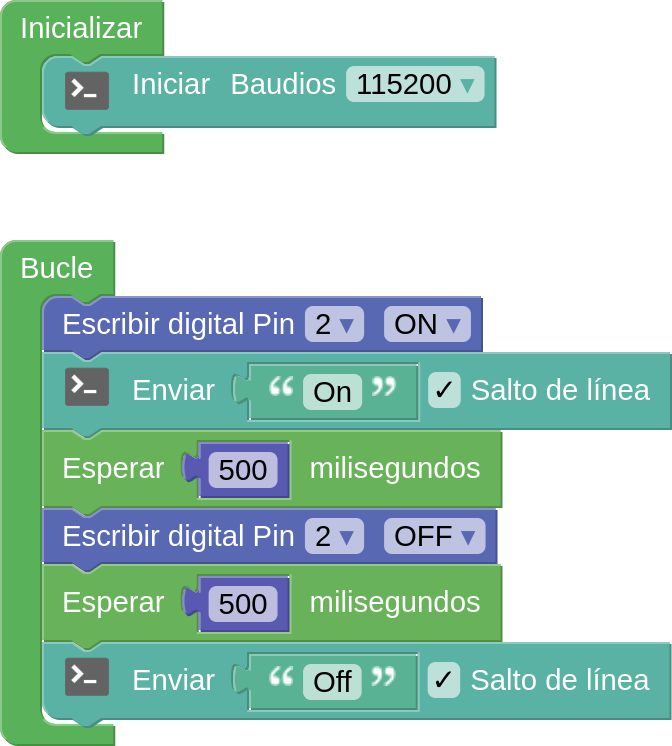 Inicializar
Iniciar Baudios 115200 ▼
Bucle
Escribir digital Pin 2 ▼ ON ▼
Enviar “ On ” ✓ Salto de línea
Esperar 500 milisegundos
Escribir digital Pin 2 ▼ OFF ▼
Esperar 500 milisegundos
Enviar “ Off ” ✓ Salto de línea